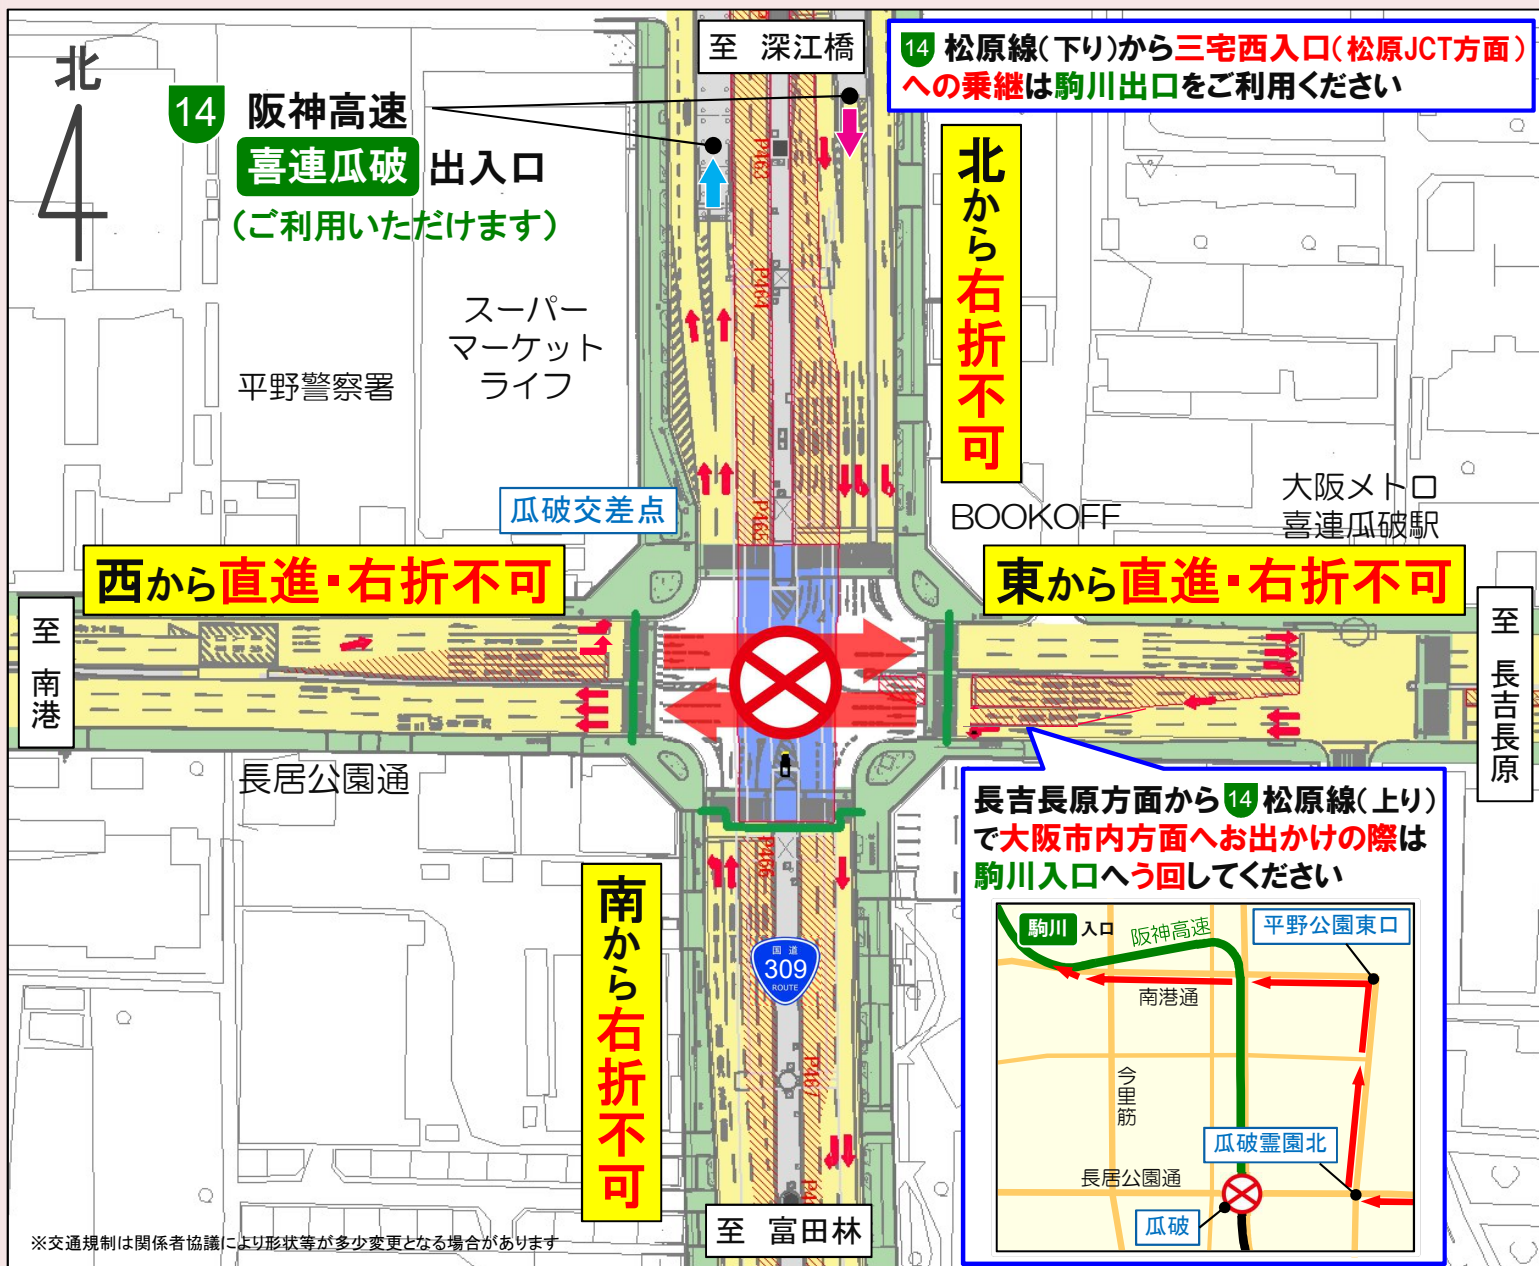 北
至 深江橋
14 松原線(下り)から三宅西入口(松原JCT方面)
への乗継は駒川出口をご利用ください
14 阪神高速
喜連瓜破 出入口
(ご利用いただけます)
北から右折不可
P463
P464
P465
スーパー
マーケット
ライフ
平野警察署
瓜破交差点
BOOKOFF
大阪メトロ
喜連瓜破駅
西から直進・右折不可
東から直進・右折不可
至 南港
至 長吉長原
長居公園通
長吉長原方面から 14 松原線(上り)
で大阪市内方面へお出かけの際は
駒川入口へう回してください
南から右折不可
P466
国道
309
ROUTE
駒川 入口
阪神高速
平野公園東口
南港通
今里筋
瓜破霊園北
長居公園通
瓜破
至 富田林
※交通規制は関係者協議により形状等が多少変更となる場合があります